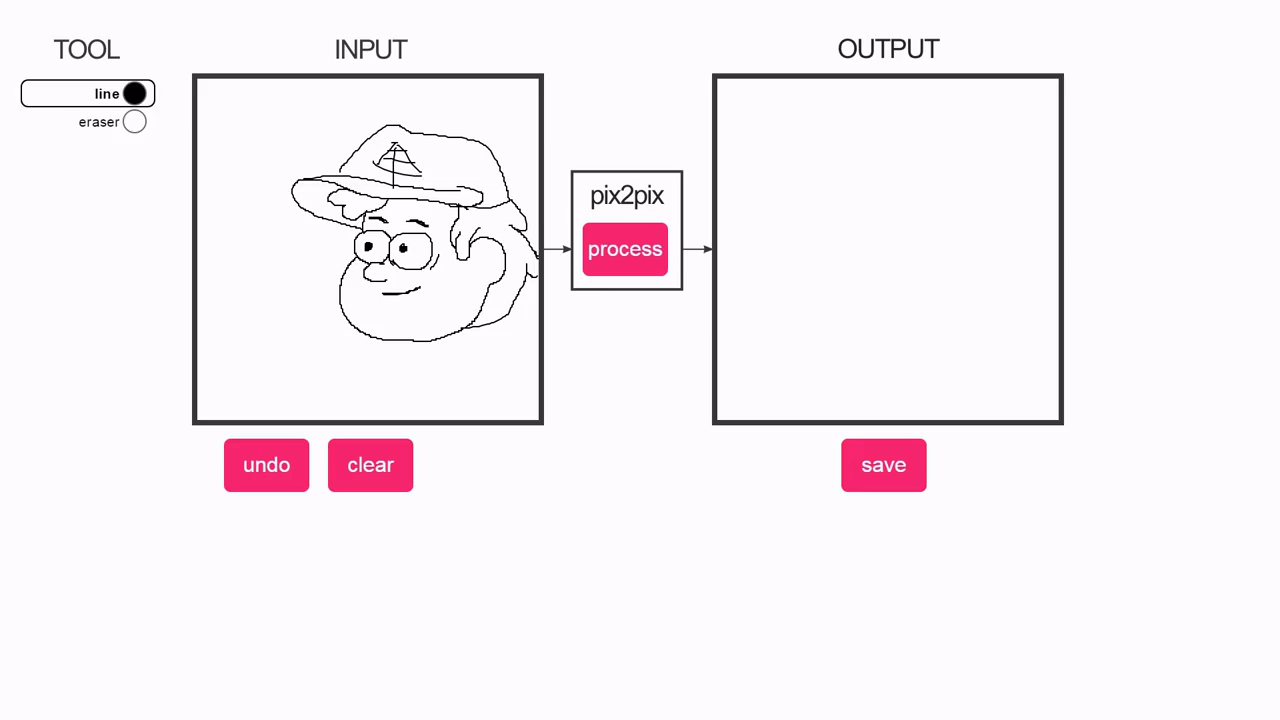 TOOL
INPUT
OUTPUT
line
eraser
pix2pix
process
undo
clear
save